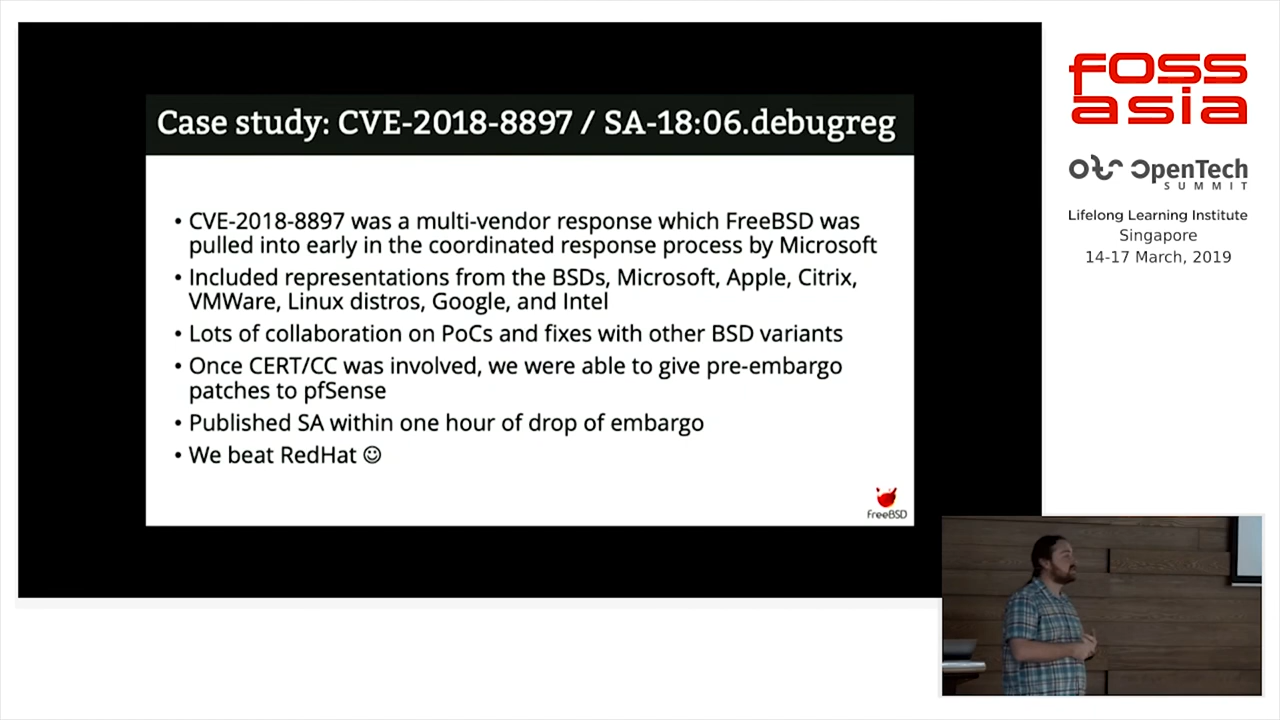 Case study: CVE-2018-8897 / SA-18:06.debugreg
• CVE-2018-8897 was a multi-vendor response which FreeBSD was
pulled into early in the coordinated response process by Microsoft
• Included representations from the BSDs, Microsoft, Apple, Citrix,
VMWare, Linux distros, Google, and Intel
• Lots of collaboration on PoCs and fixes with other BSD variants
• Once CERT/CC was involved, we were able to give pre-embargo
patches to pfSense
• Published SA within one hour of drop of embargo
• We beat RedHat ☺
FreeBSD
foss
asia
OpenTech
SUMMIT
Lifelong Learning Institute
Singapore
14-17 March, 2019